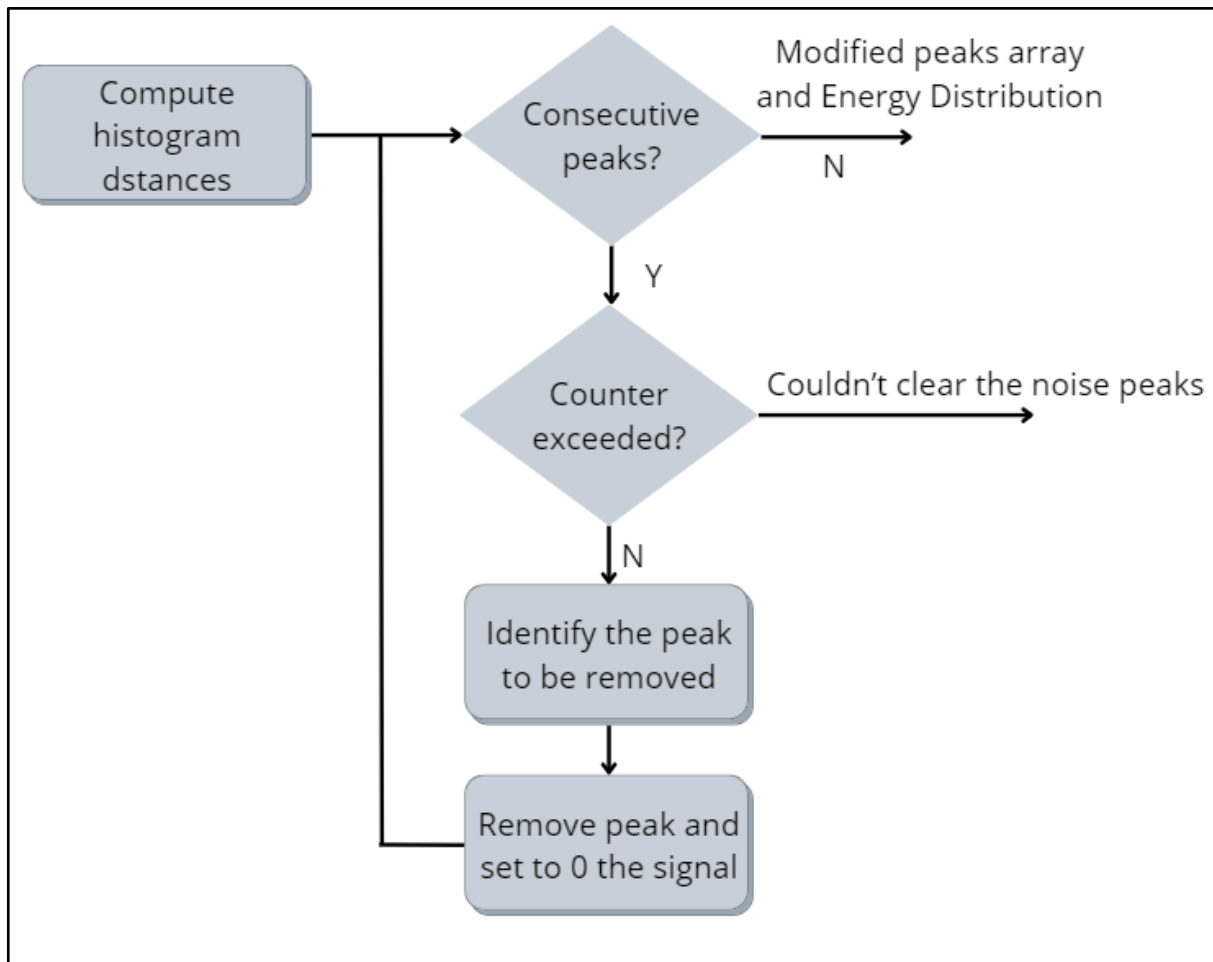 Compute
histogram
dstances
Consecutive
peaks?
Modified peaks array
and Energy Distribution
N
Y
Counter
exceeded?
Couldn’t clear the noise peaks
N
Identify the peak
to be removed
Remove peak and
set to 0 the signal